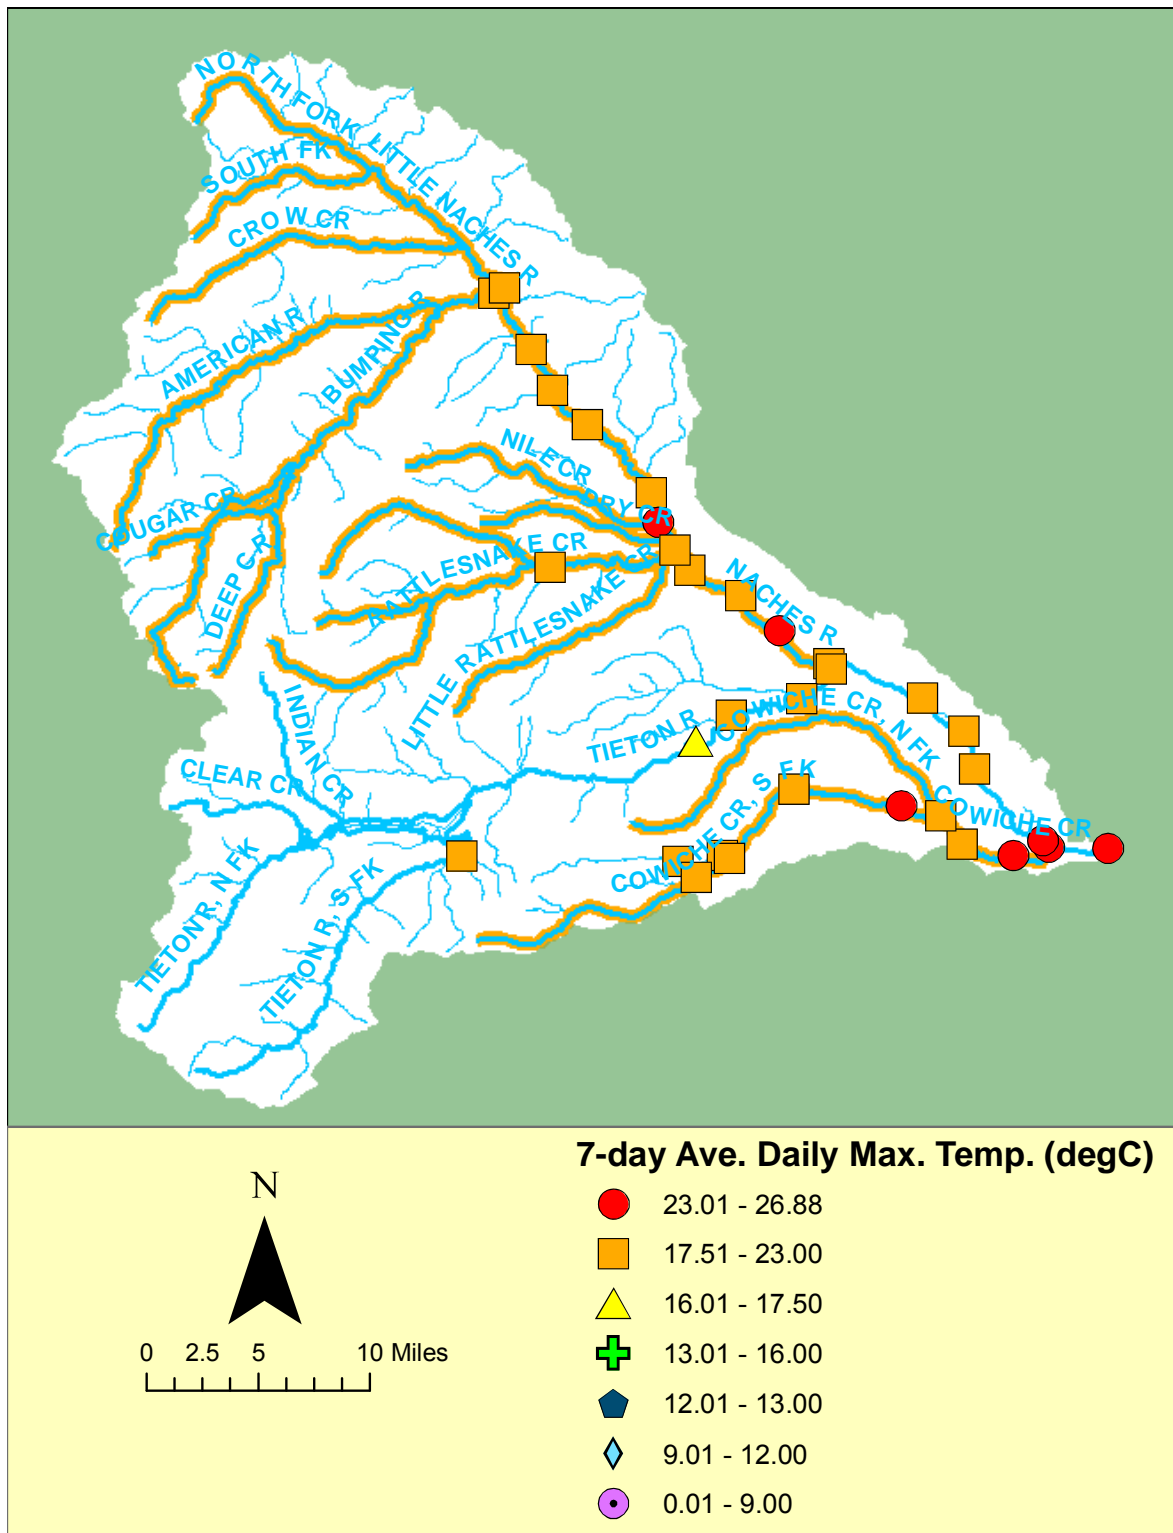 NORTH FORK LITTLE NACHES R
SOUTH FK
CROW CR
AMERICAN R
BUMPING R
NILE CR
DRY CR
COUGAR CR
DEEP CR
RATTLESNAKE CR
LITTLE RATTLESNAKE CR
NACHES R
INDIAN CR
TIETON R
COWICHE CR, N FK
CLEAR CR
COWICHE CR, S FK
COWICHE CR
TIETON R, N FK
TIETON R, S FK
7-day Ave. Daily Max. Temp. (degC)
N
23.01 - 26.88
17.51 - 23.00
16.01 - 17.50
0 2.5 5 10 Miles
13.01 - 16.00
12.01 - 13.00
9.01 - 12.00
0.01 - 9.00